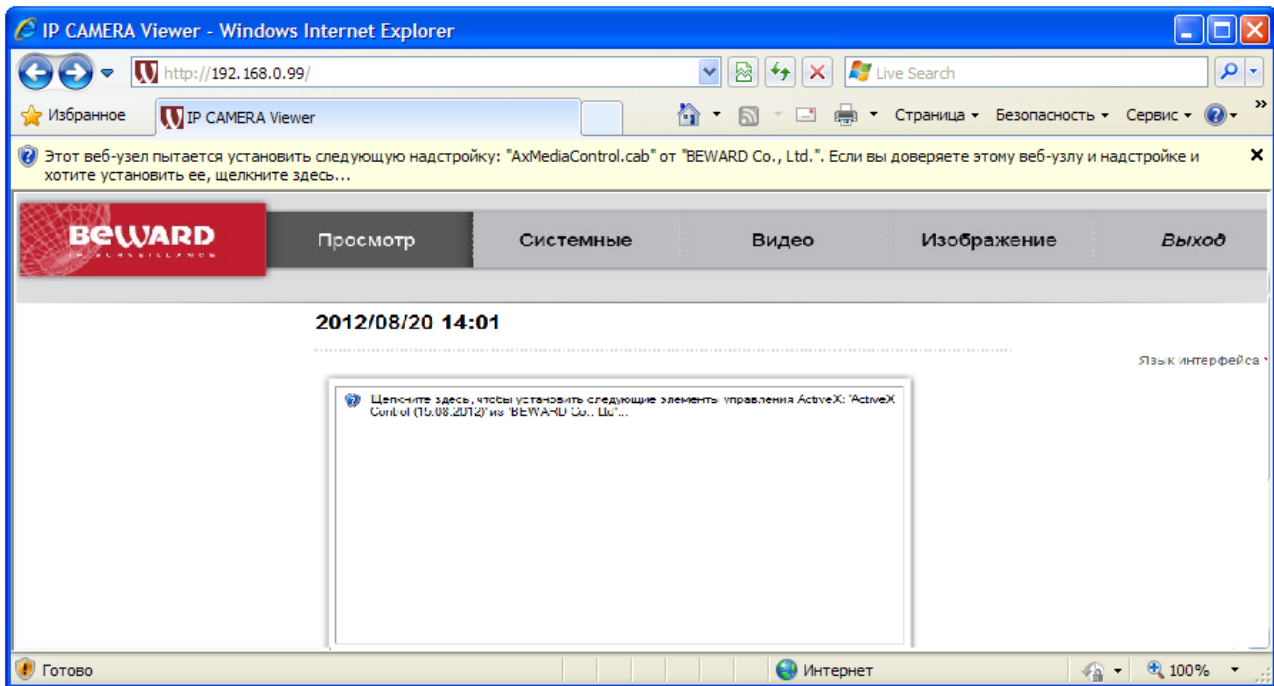 IP CAMERA Viewer - Windows Internet Explorer
http://192.168.0.99/
Live Search
Избранное
IP CAMERA Viewer
Страница
Безопасность
Сервис
Этот веб-узел пытается установить следующую надстройку: "AxMediaControl.cab" от "BEWARD Co., Ltd.". Если вы доверяете этому веб-узлу и надстройке и
хотите установить ее, щелкните здесь...
BEWARD
IP SURVEILLANCE
Просмотр
Системные
Видео
Изображение
Выход
2012/08/20 14:01
Язык интерфейса
Щелкните здесь, чтобы установить следующие элементы управления ActiveX: "ActiveX
Control (15.08.2012)" из "BEWARD Co., Ltd"...
Готово
Интернет
100%